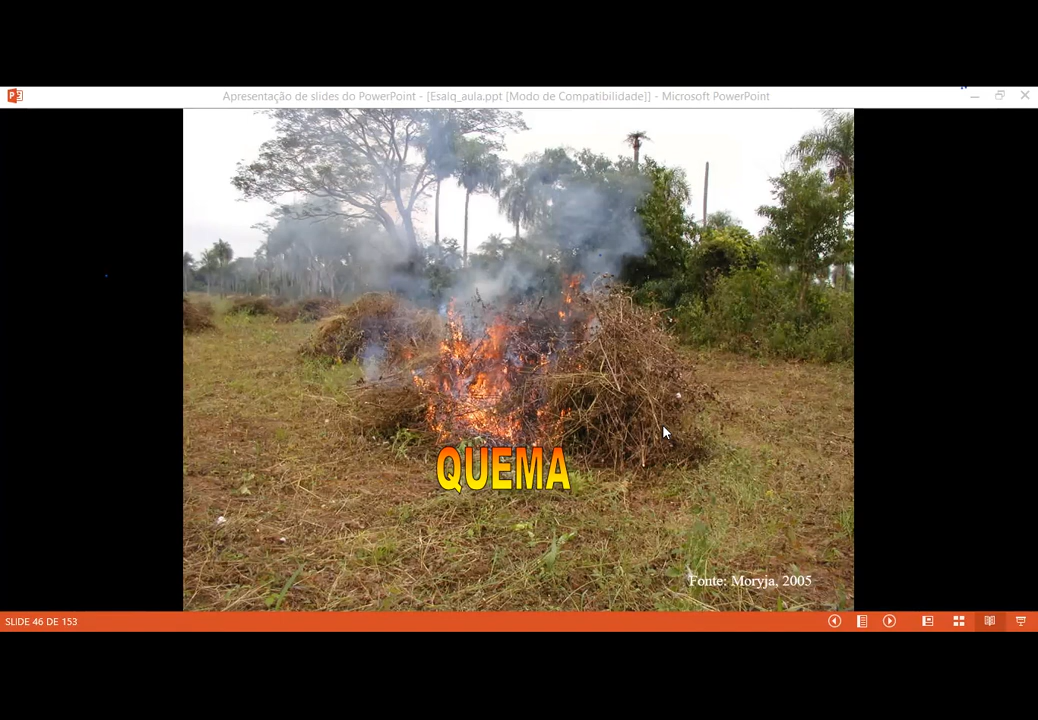 Apresentação de slides do PowerPoint - [Esalq_aula.ppt [Modo de Compatibilidade]] - Microsoft PowerPoint
QUEMA
Fonte: Moryja, 2005
SLIDE 46 DE 153